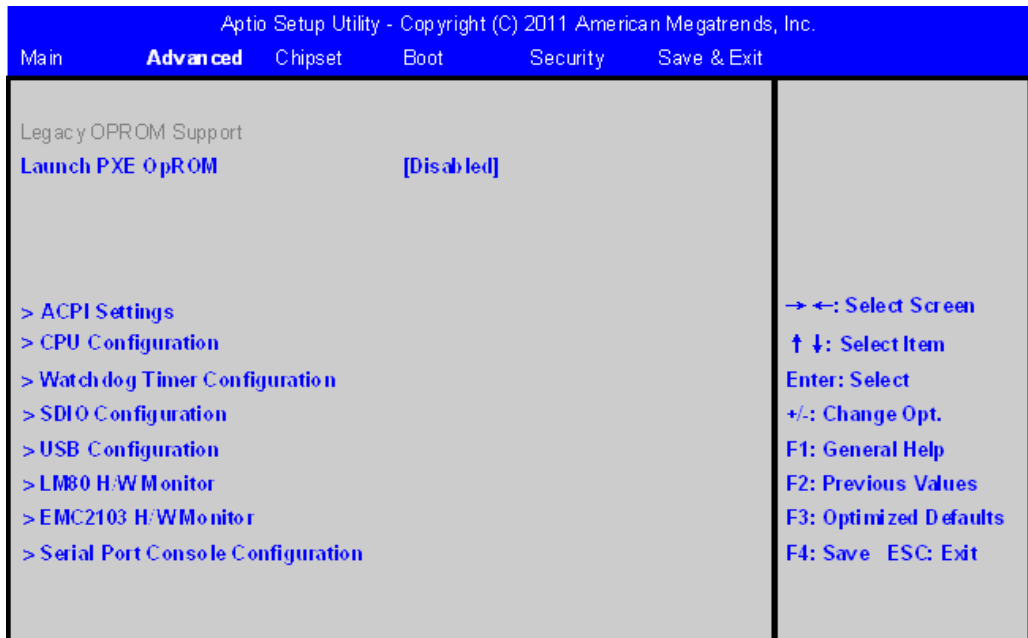 Aptio Setup Utility - Copyright (C) 2011 American Megatrends, Inc.
Main Advanced Chipset Boot Security Save & Exit
Legacy OPROM Support
Launch PXE OpROM [Disabled]
> ACPI Settings
> CPU Configuration
> Watchdog Timer Configuration
> SDIO Configuration
> USB Configuration
> LM80 H/W Monitor
> EMC2103 H/W Monitor
> Serial Port Console Configuration
→ ←: Select Screen
↑ ↓: Select Item
Enter: Select
+/-: Change Opt.
F1: General Help
F2: Previous Values
F3: Optimized Defaults
F4: Save ESC: Exit